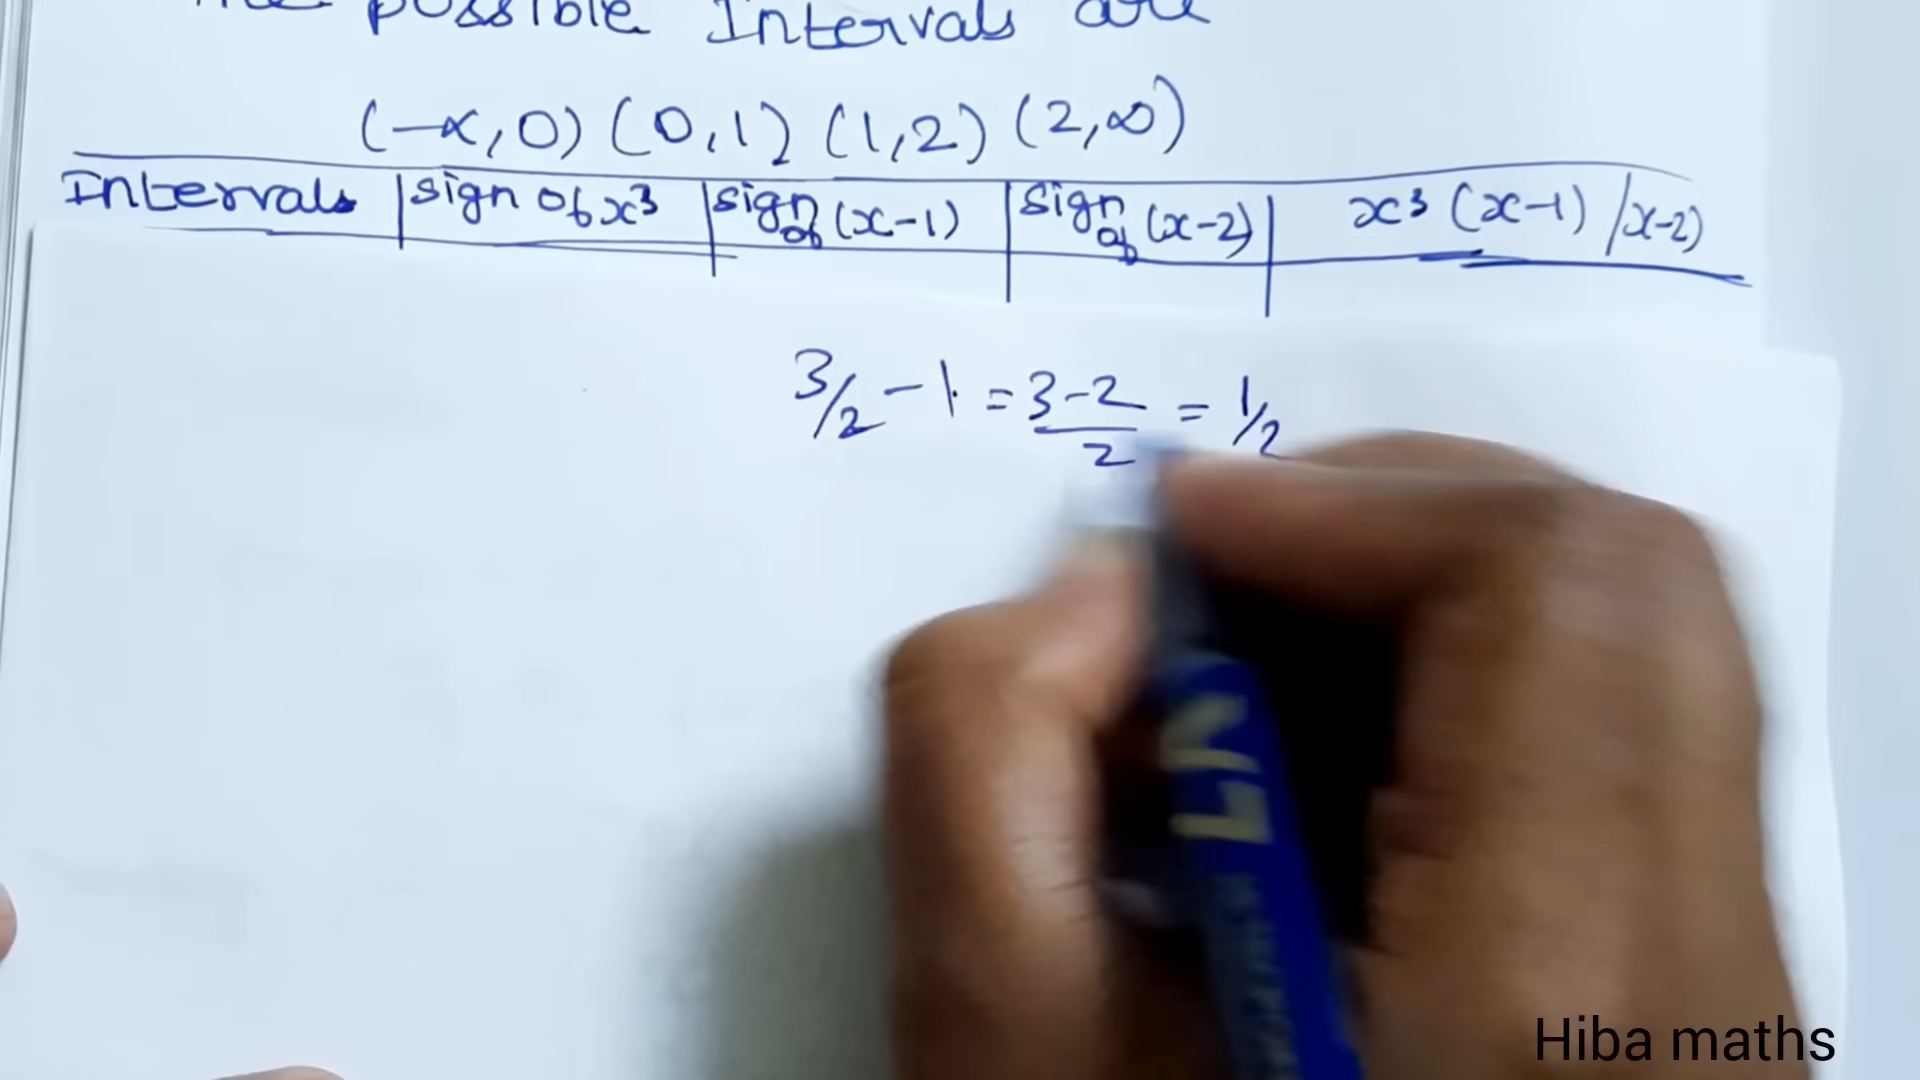 possible Intervals are
(-∝,0) (0,1) (1,2) (2,∞)
Intervals | sign of x³ | sign of (x-1) | sign of (x-2) | x³ (x-1) /x-2)
3/2 - 1 = 3-2/2 = 1/2
Hiba maths